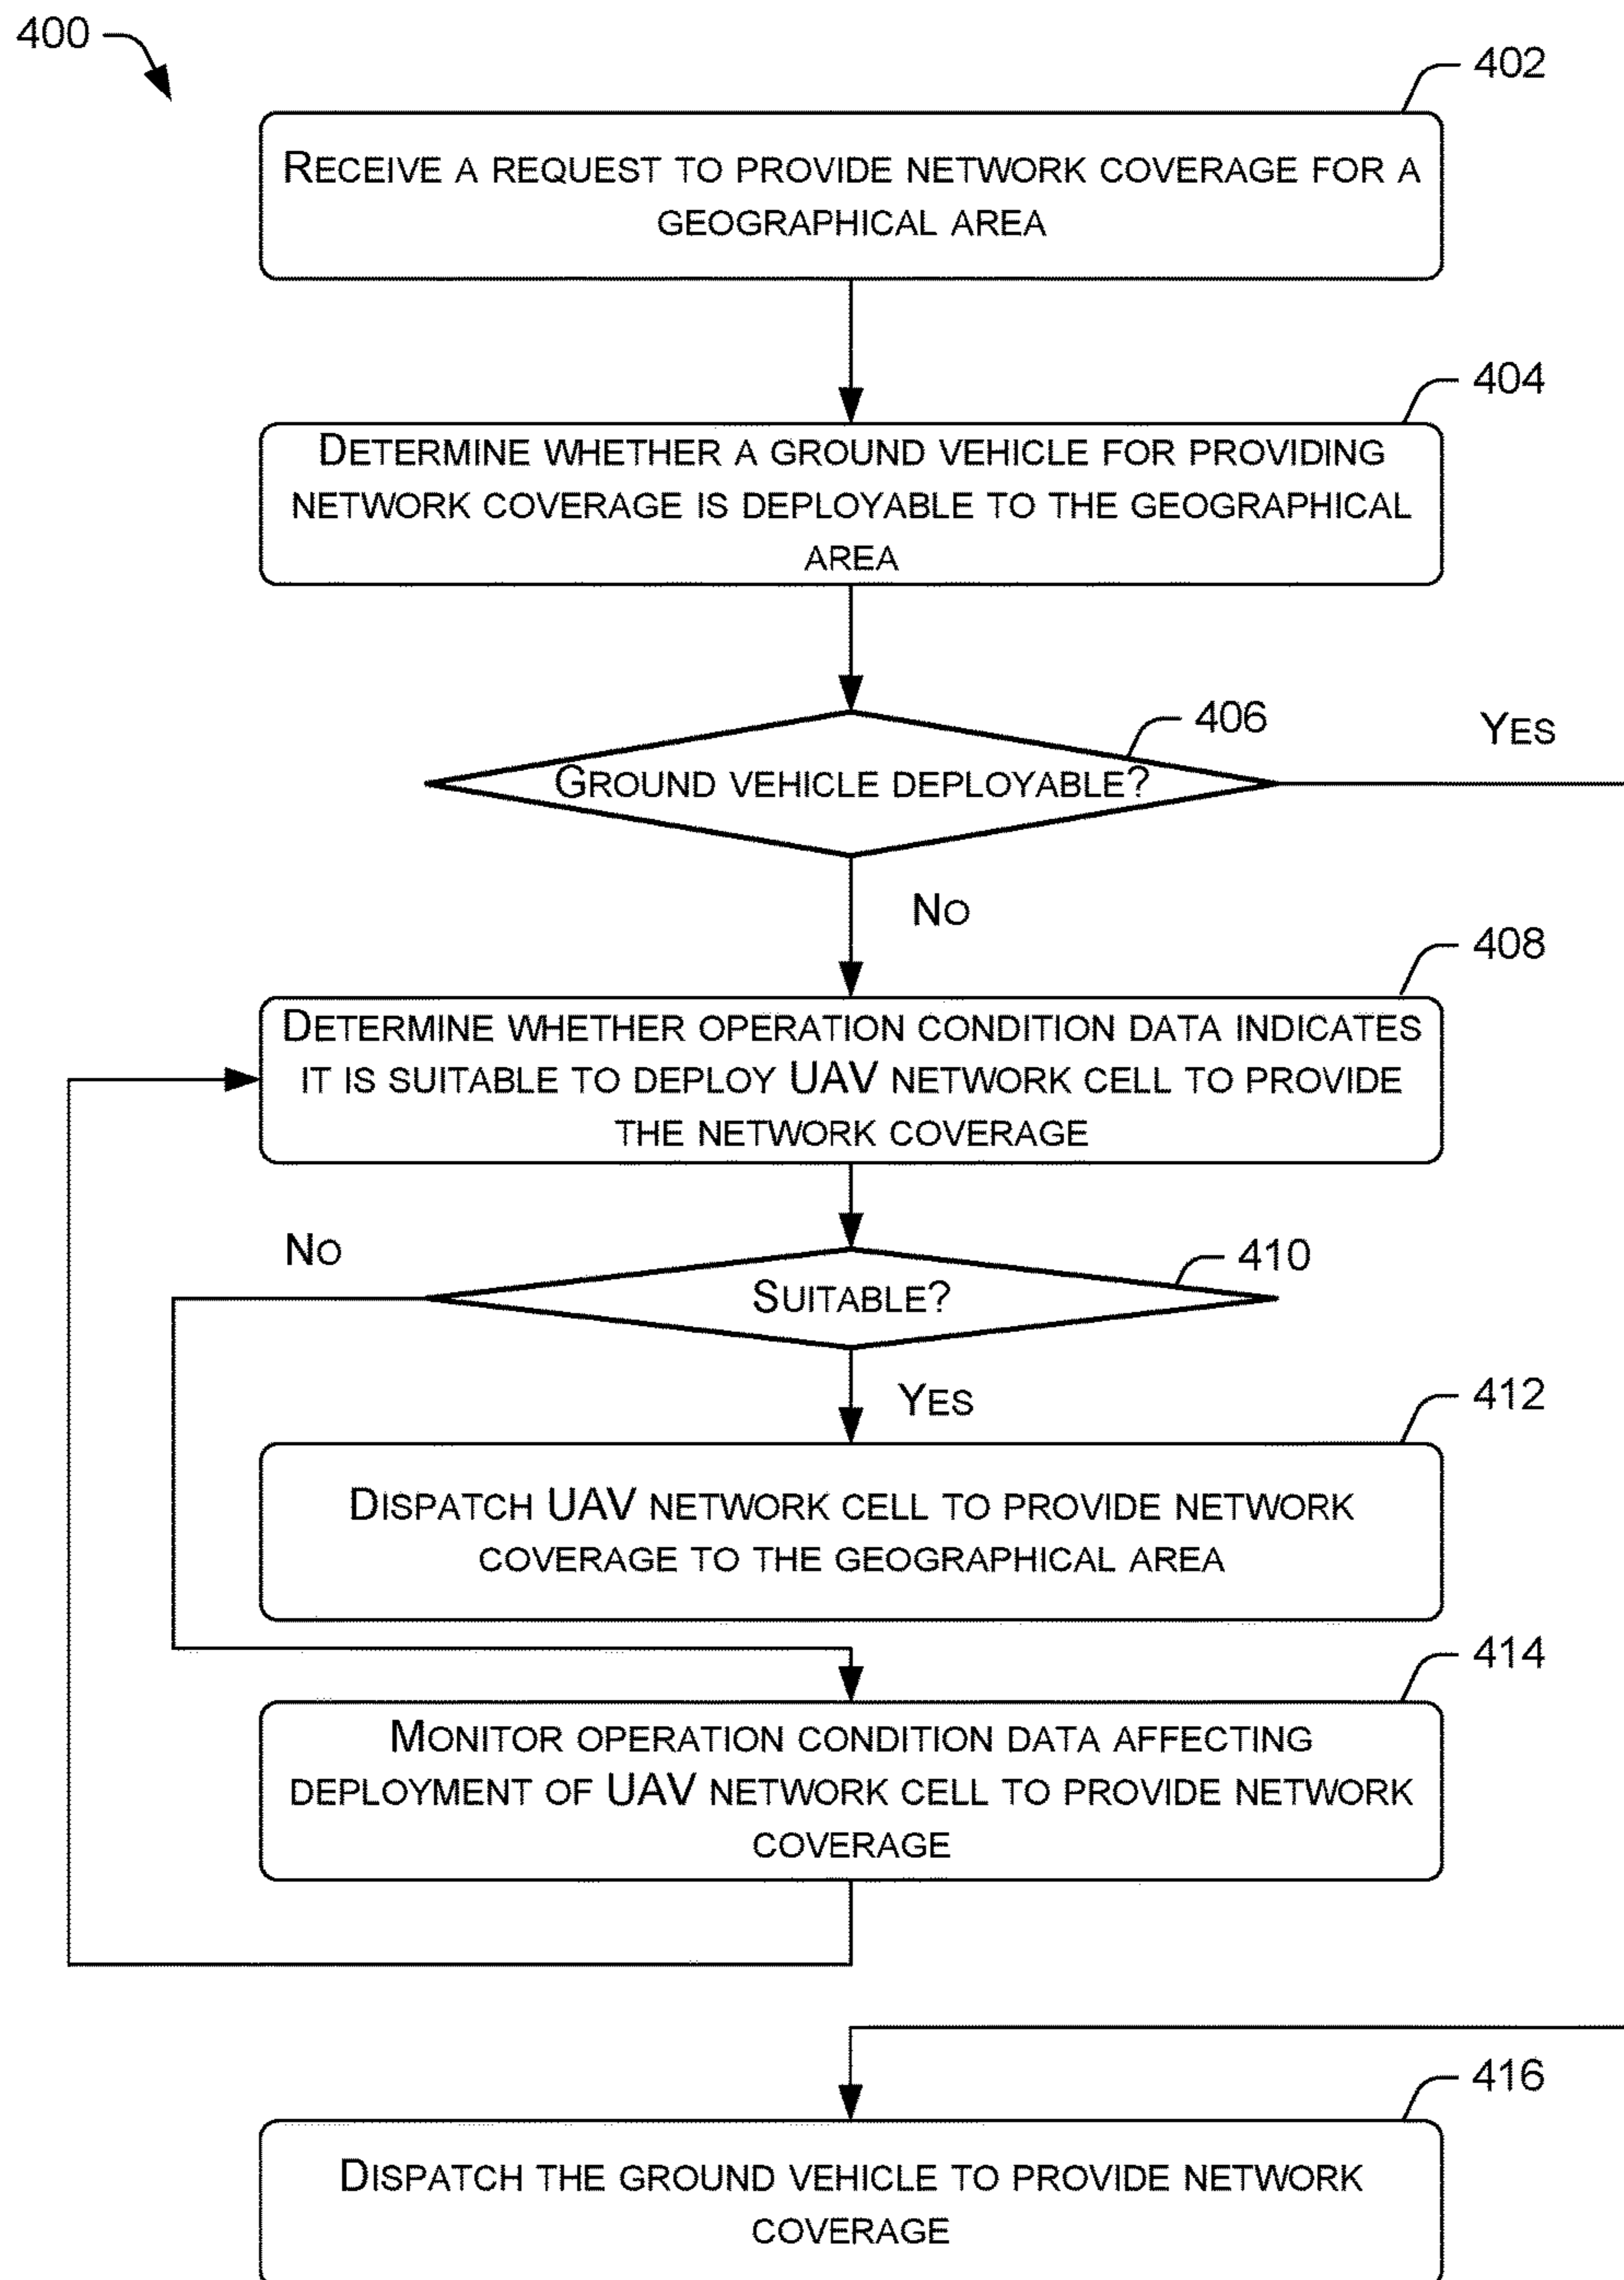 400
402
RECEIVE A REQUEST TO PROVIDE NETWORK COVERAGE FOR A
GEOGRAPHICAL AREA
404
DETERMINE WHETHER A GROUND VEHICLE FOR PROVIDING
NETWORK COVERAGE IS DEPLOYABLE TO THE GEOGRAPHICAL
AREA
406
YES
GROUND VEHICLE DEPLOYABLE?
NO
408
DETERMINE WHETHER OPERATION CONDITION DATA INDICATES
IT IS SUITABLE TO DEPLOY UAV NETWORK CELL TO PROVIDE
THE NETWORK COVERAGE
NO
410
SUITABLE?
YES
412
DISPATCH UAV NETWORK CELL TO PROVIDE NETWORK
COVERAGE TO THE GEOGRAPHICAL AREA
414
MONITOR OPERATION CONDITION DATA AFFECTING
DEPLOYMENT OF UAV NETWORK CELL TO PROVIDE NETWORK
COVERAGE
416
DISPATCH THE GROUND VEHICLE TO PROVIDE NETWORK
COVERAGE